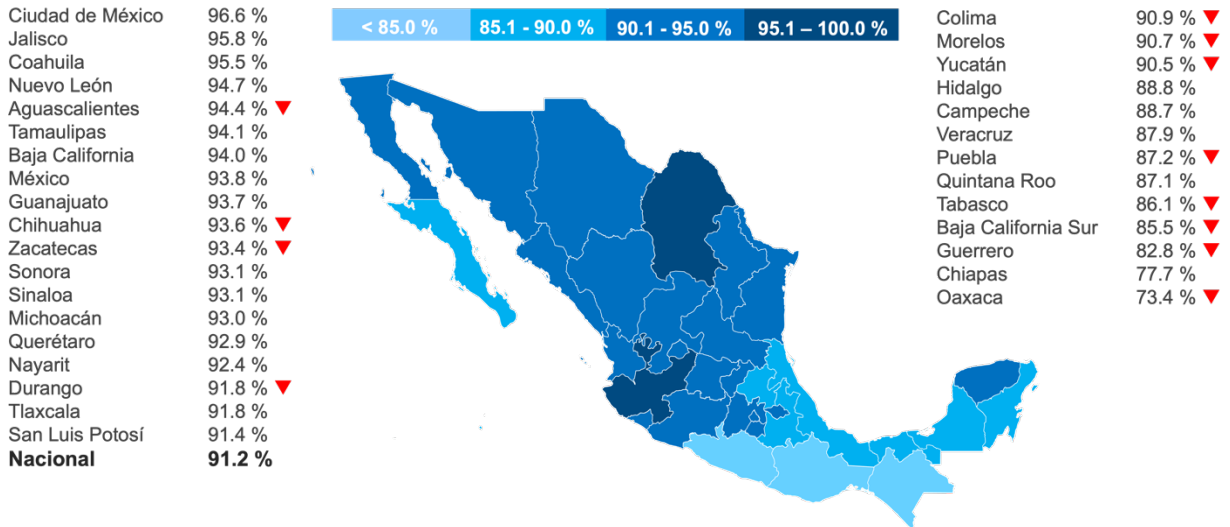 Ciudad de México 96.6 %
Jalisco 95.8 %
Coahuila 95.5 %
Nuevo León 94.7 %
Aguascalientes 94.4 % ▼
Tamaulipas 94.1 %
Baja California 94.0 %
México 93.8 %
Guanajuato 93.7 %
Chihuahua 93.6 % ▼
Zacatecas 93.4 % ▼
Sonora 93.1 %
Sinaloa 93.1 %
Michoacán 93.0 %
Querétaro 92.9 %
Nayarit 92.4 %
Durango 91.8 % ▼
Tlaxcala 91.8 %
San Luis Potosí 91.4 %
Nacional 91.2 %
< 85.0 % 85.1 - 90.0 % 90.1 - 95.0 % 95.1 – 100.0 %
Colima 90.9 % ▼
Morelos 90.7 % ▼
Yucatán 90.5 % ▼
Hidalgo 88.8 %
Campeche 88.7 %
Veracruz 87.9 %
Puebla 87.2 % ▼
Quintana Roo 87.1 %
Tabasco 86.1 % ▼
Baja California Sur 85.5 % ▼
Guerrero 82.8 % ▼
Chiapas 77.7 %
Oaxaca 73.4 % ▼